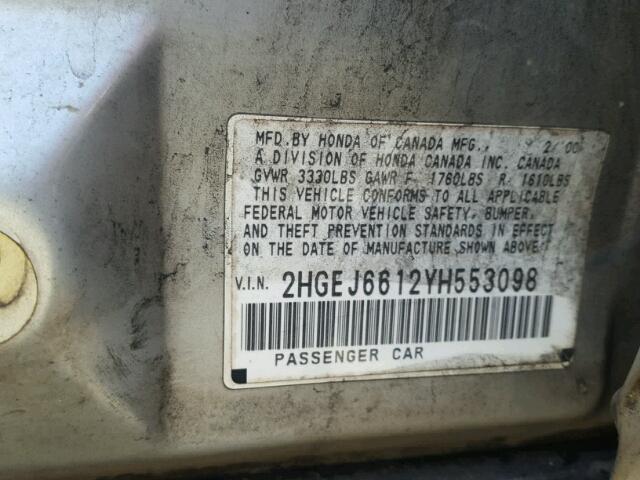 MFD.BY HONDA OF CANADA MFG., 2/00
A DIVISION OF HONDA CANADA INC. CANADA
GVWR 3330LBS GAWR F 1760LBS R 1610LBS
THIS VEHICLE CONFORMS TO ALL APPLICABLE
FEDERAL MOTOR VEHICLE SAFETY, BUMPER,
AND THEFT PREVENTION STANDARDS IN EFFECT
ON THE DATE OF MANUFACTURE SHOWN ABOVE
V.I.N. 2HGEJ6612YH553098
PASSENGER CAR